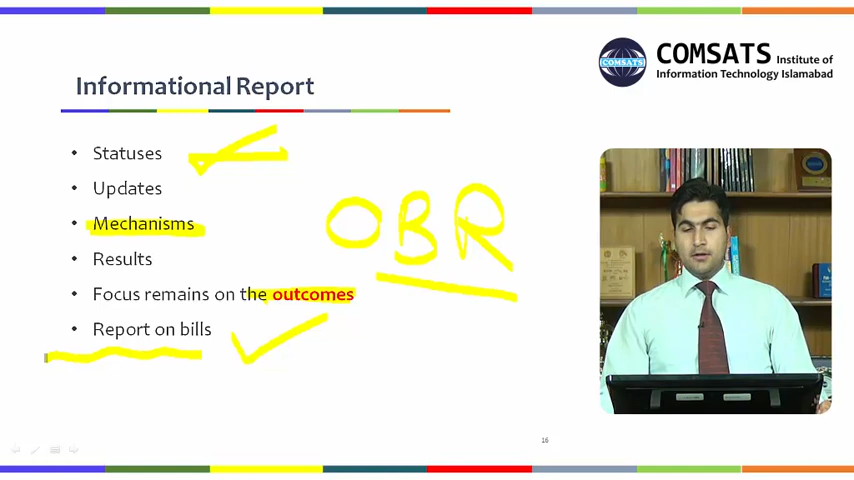 Informational Report
COMSATS Institute of
Information Technology Islamabad
COMSATS
• Statuses
• Updates
• Mechanisms
• Results
• Focus remains on the outcomes
• Report on bills
OBR
16